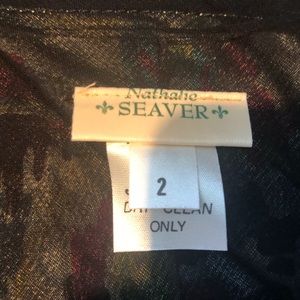 Nathalie
SEAVER
2
DRY CLEAN
ONLY